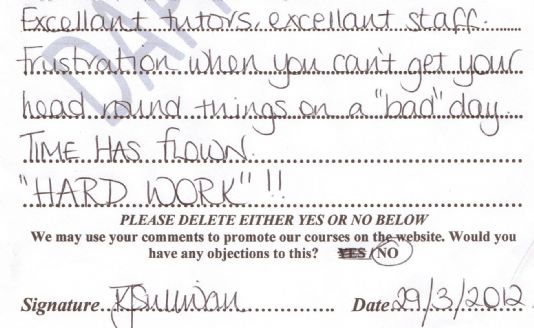 Excellant tutors, excellant staff.
Frustration when you can't get your
head round things on a "bad" day.
TIME HAS FLOWN.
"HARD WORK"!!
PLEASE DELETE EITHER YES OR NO BELOW
We may use your comments to promote our courses on the website. Would you
have any objections to this? YES / NO
Signature KJSullivan Date 29/3/2012